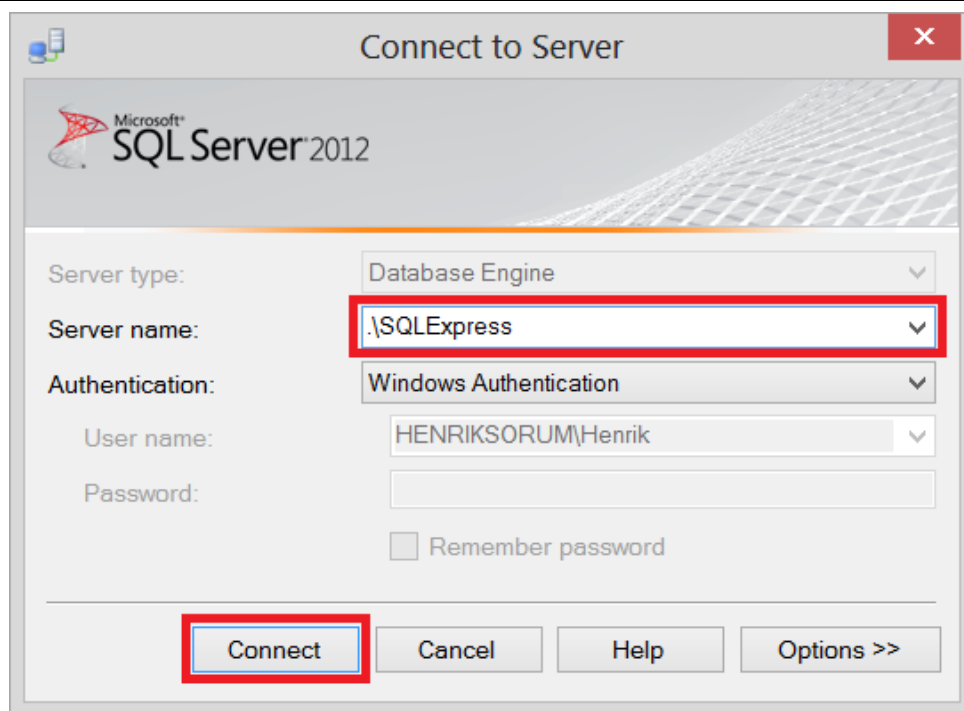 Connect to Server
Microsoft®
SQL Server® 2012
Server type: Database Engine
Server name: .\SQLExpress
Authentication: Windows Authentication
User name: HENRIKSORUM\Henrik
Password:
Remember password
Connect Cancel Help Options >>